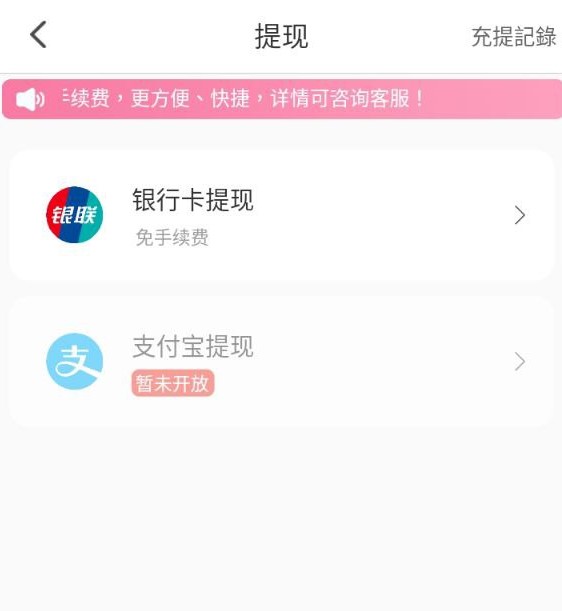 提现
充提記錄
续费，更方便、快捷，详情可咨询客服！
银联
银行卡提现
免手续费
支
支付宝提现
暂未开放